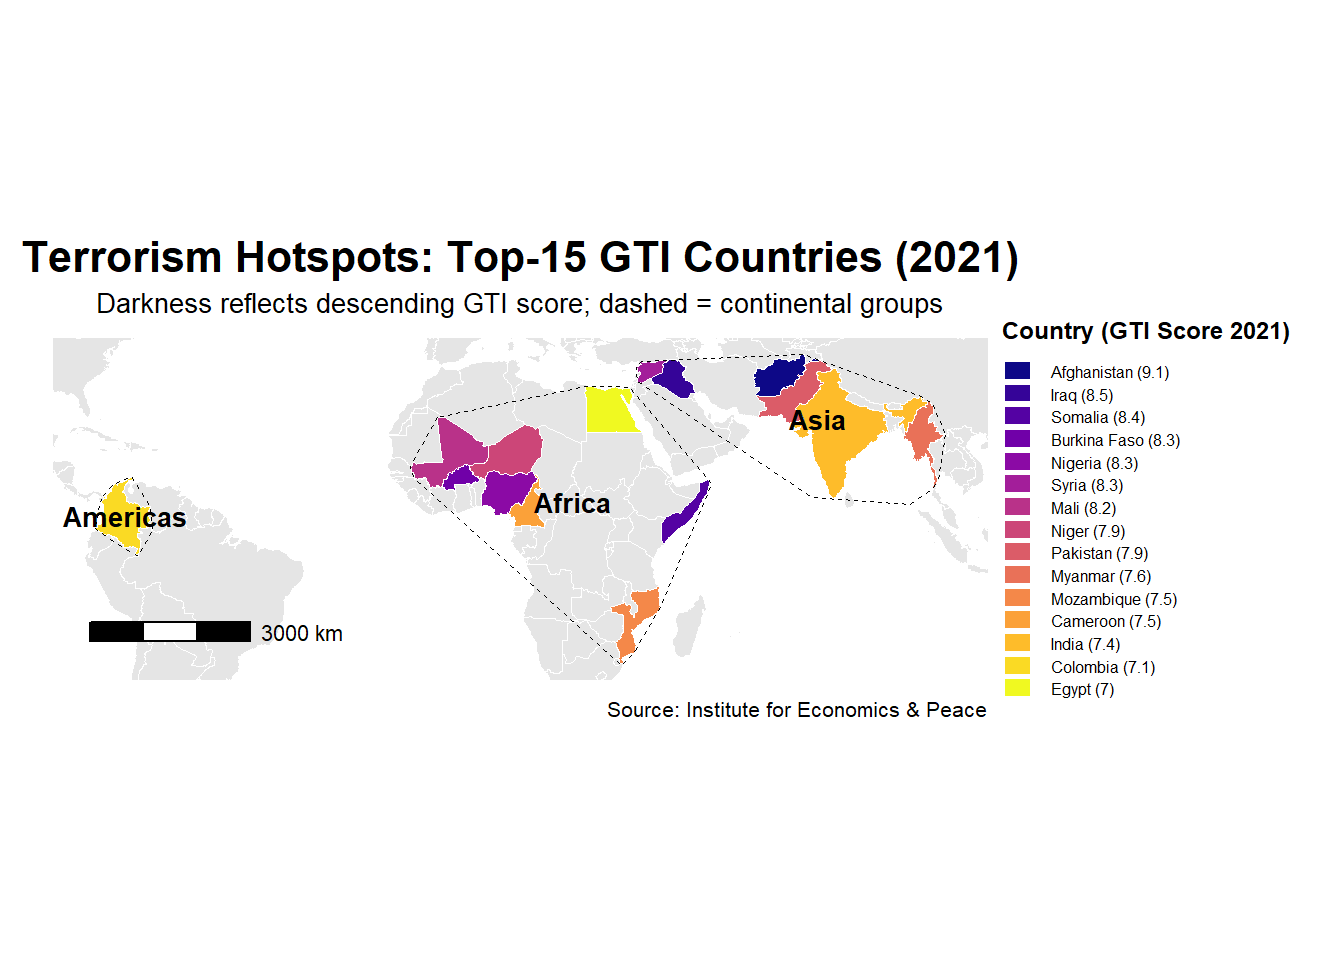 Terrorism Hotspots: Top-15 GTI Countries (2021)
Darkness reflects descending GTI score; dashed = continental groups
Country (GTI Score 2021)
Afghanistan (9.1)
Iraq (8.5)
Somalia (8.4)
Burkina Faso (8.3)
Nigeria (8.3)
Syria (8.3)
Mali (8.2)
Niger (7.9)
Pakistan (7.9)
Myanmar (7.6)
Mozambique (7.5)
Cameroon (7.5)
India (7.4)
Colombia (7.1)
Egypt (7)
Asia
Africa
Americas
3000 km
Source: Institute for Economics & Peace